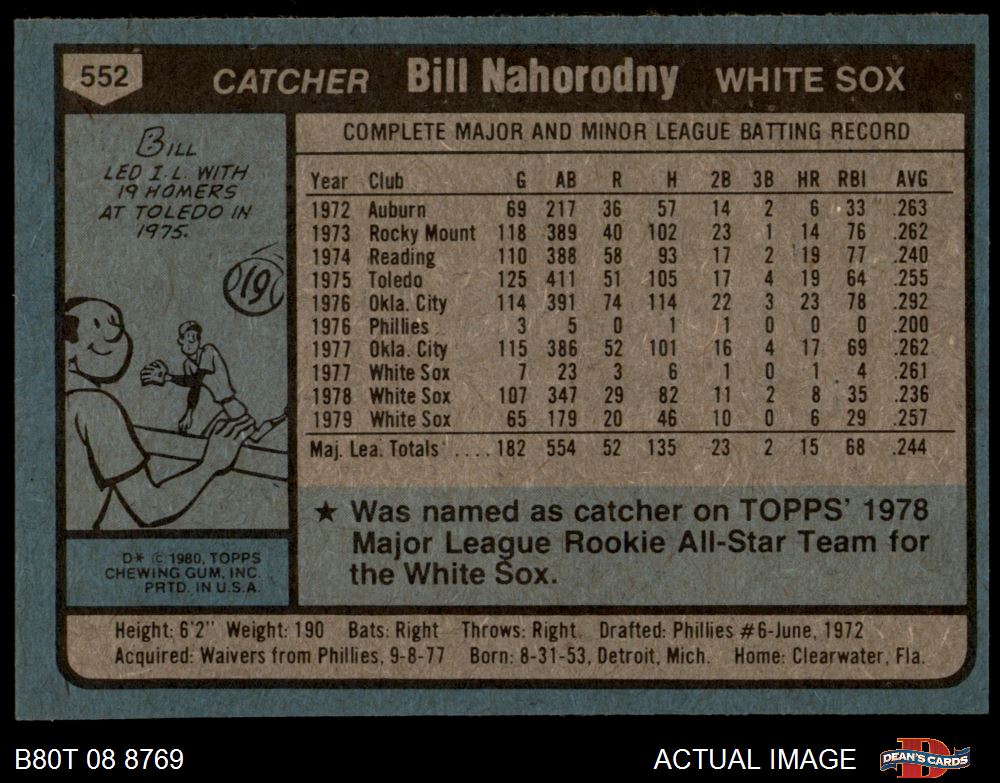 552 CATCHER Bill Nahorodny WHITE SOX
BILL
LED I.L. WITH
19 HOMERS
AT TOLEDO IN
1975.
19
COMPLETE MAJOR AND MINOR LEAGUE BATTING RECORD
Year Club G AB R H 2B 3B HR RBI AVG
1972 Auburn 69 217 36 57 14 2 6 33 .263
1973 Rocky Mount 118 389 40 102 23 1 14 76 .262
1974 Reading 110 388 58 93 17 2 19 77 .240
1975 Toledo 125 411 51 105 17 4 19 64 .255
1976 Okla. City 114 391 74 114 22 3 23 78 .292
1976 Phillies 3 5 0 1 1 0 0 0 .200
1977 Okla. City 115 386 52 101 16 4 17 69 .262
1977 White Sox 7 23 3 6 1 0 1 4 .261
1978 White Sox 107 347 29 82 11 2 8 35 .236
1979 White Sox 65 179 20 46 10 0 6 29 .257
Maj. Lea. Totals .... 182 554 52 135 23 2 15 68 .244
★ Was named as catcher on TOPPS' 1978
Major League Rookie All-Star Team for
the White Sox.
D* © 1980, TOPPS
CHEWING GUM, INC.
PRTD. IN U.S.A.
Height: 6'2" Weight: 190 Bats: Right Throws: Right Drafted: Phillies #6-June, 1972
Acquired: Waivers from Phillies, 9-8-77 Born: 8-31-53, Detroit, Mich. Home: Clearwater, Fla.
B80T 08 8769 ACTUAL IMAGE DEAN'S CARDS